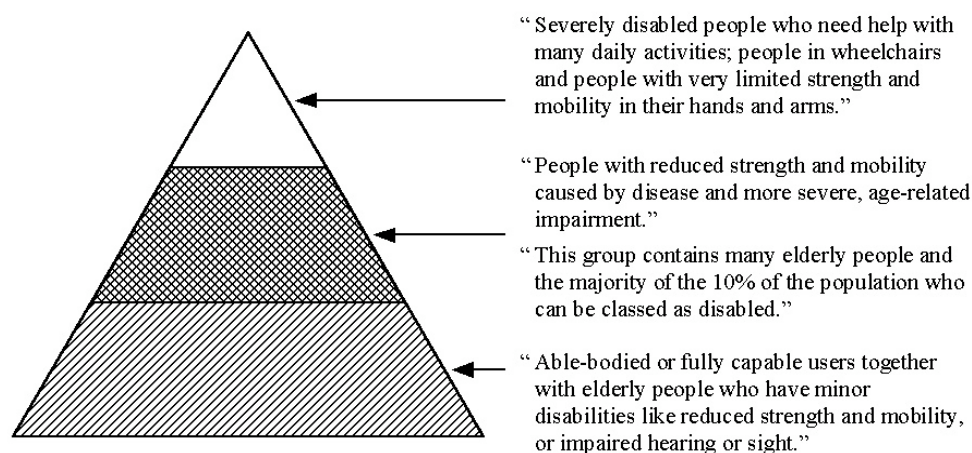 “ Severely disabled people who need help with
many daily activities; people in wheelchairs
and people with very limited strength and
mobility in their hands and arms.”
“ People with reduced strength and mobility
caused by disease and more severe, age-related
impairment.”
“ This group contains many elderly people and
the majority of the 10% of the population who
can be classed as disabled.”
“ Able-bodied or fully capable users together
with elderly people who have minor
disabilities like reduced strength and mobility,
or impaired hearing or sight.”